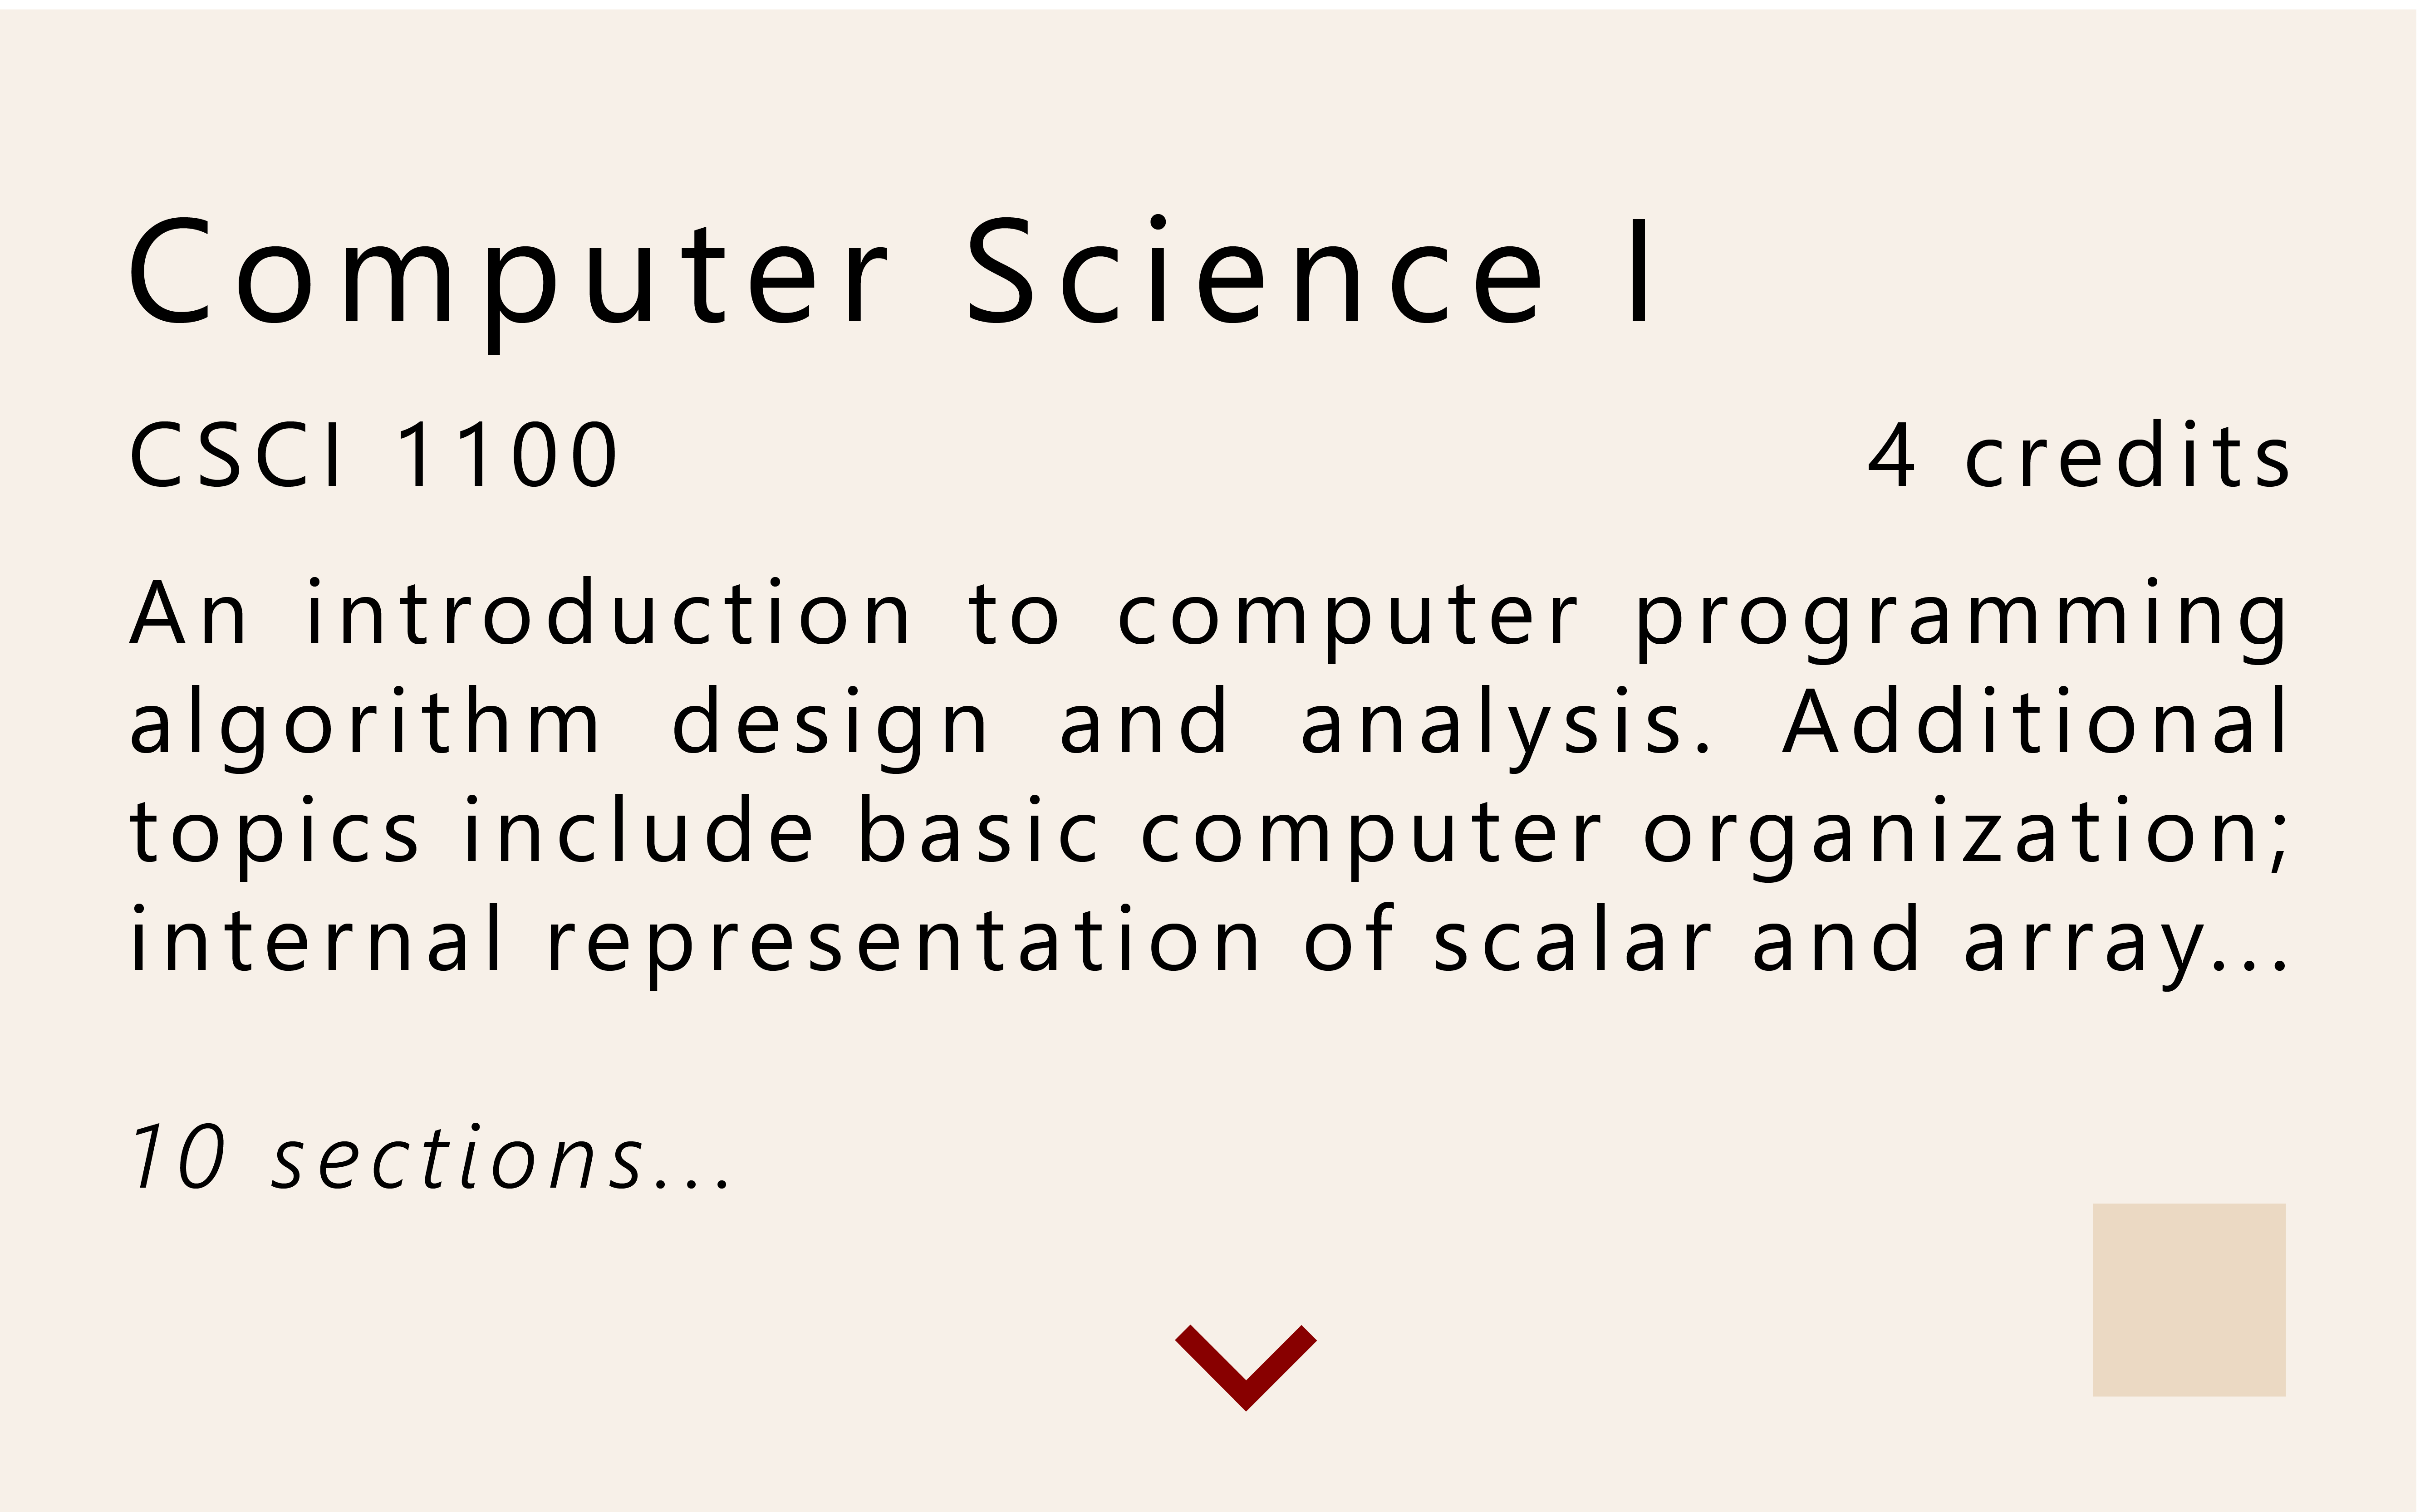 Computer Science I
CSCI 1100 4 credits
An introduction to computer programming
algorithm design and analysis. Additional
topics include basic computer organization;
internal representation of scalar and array...
10 sections...